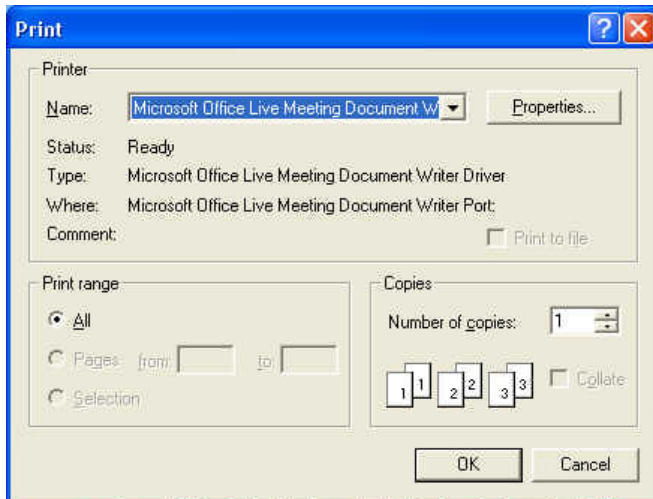 Print
Printer
Name: Microsoft Office Live Meeting Document W Properties...
Status: Ready
Type: Microsoft Office Live Meeting Document Writer Driver
Where: Microsoft Office Live Meeting Document Writer Port:
Comment:
Print to file
Print range
All
Pages from: to:
Selection
Copies
Number of copies: 1
1 1 2 2 3 3 Collate
OK Cancel